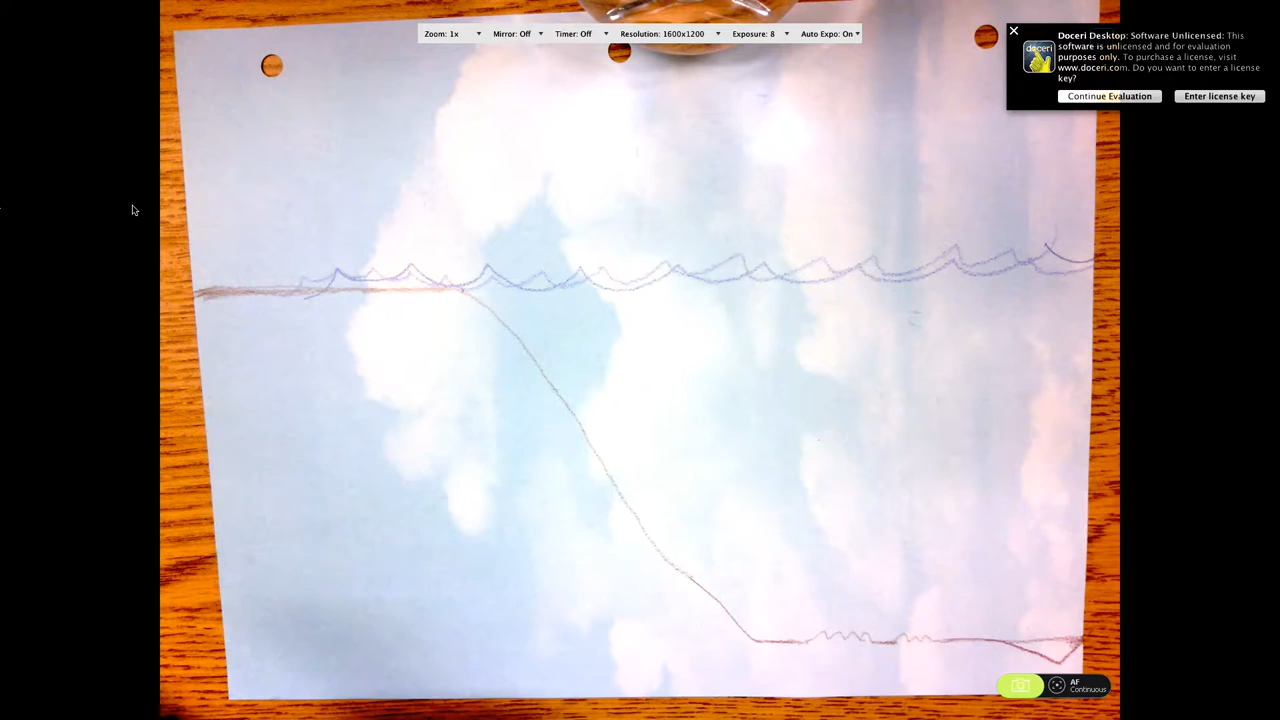 Zoom: 1x Mirror: Off Timer: Off Resolution: 1600x1200 Exposure: 8 Auto Expo: On
doceri
Doceri Desktop: Software Unlicensed: This
software is unlicensed and for evaluation
purposes only. To purchase a license, visit
www.doceri.com. Do you want to enter a license
key?
Continue Evaluation Enter license key
AF
Continuous